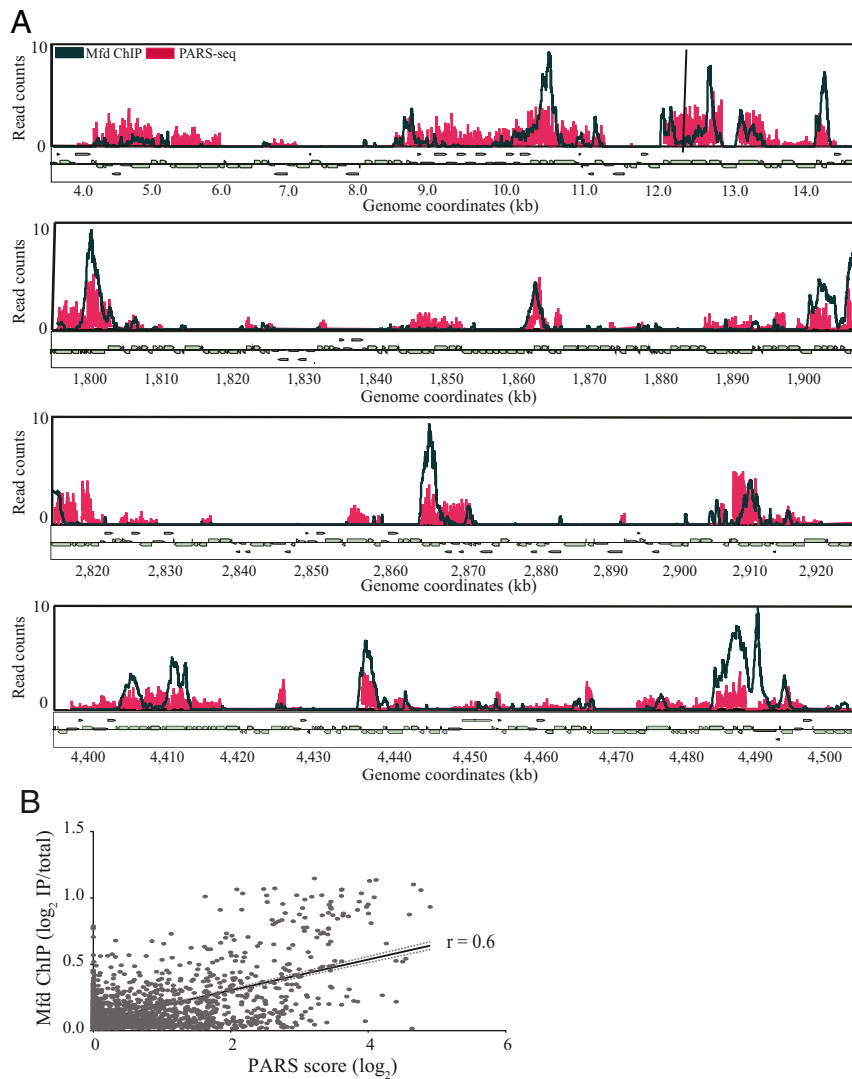 A
10
Mfd ChIP PARS-seq
Read counts
0
4.0 5.0 6.0 7.0 8.0 9.0 10.0 11.0 12.0 13.0 14.0
Genome coordinates (kb)
10
Read counts
0
1,800 1,810 1,820 1,830 1,840 1,850 1,860 1,870 1,880 1,890 1,900
Genome coordinates (kb)
10
Read counts
0
2,820 2,830 2,840 2,850 2,860 2,870 2,880 2,890 2,900 2,910 2,920
Genome coordinates (kb)
10
Read counts
0
4,400 4,410 4,420 4,430 4,440 4,450 4,460 4,470 4,480 4,490 4,500
Genome coordinates (kb)
B
1.5
1.0
0.5
0.0
Mfd ChIP (log2 IP/total)
r = 0.6
0 2 4 6
PARS score (log2)